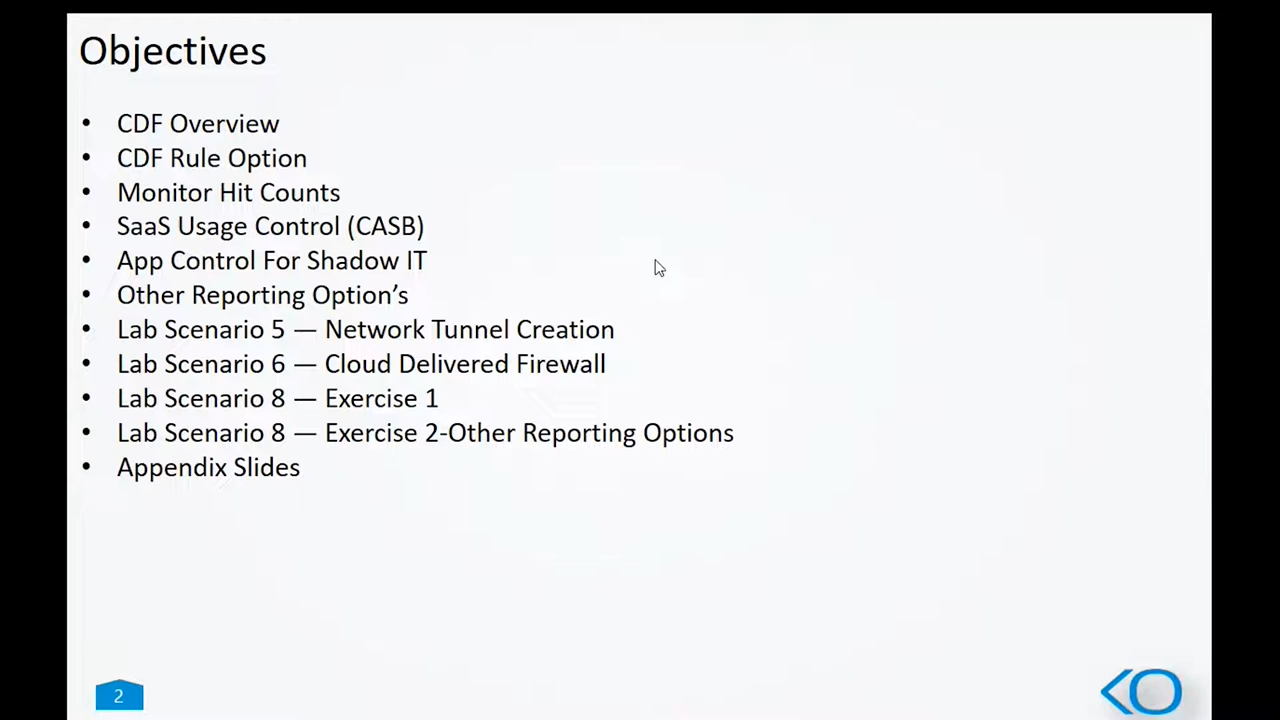 Objectives
• CDF Overview
• CDF Rule Option
• Monitor Hit Counts
• SaaS Usage Control (CASB)
• App Control For Shadow IT
• Other Reporting Option’s
• Lab Scenario 5 — Network Tunnel Creation
• Lab Scenario 6 — Cloud Delivered Firewall
• Lab Scenario 8 — Exercise 1
• Lab Scenario 8 — Exercise 2-Other Reporting Options
• Appendix Slides
2